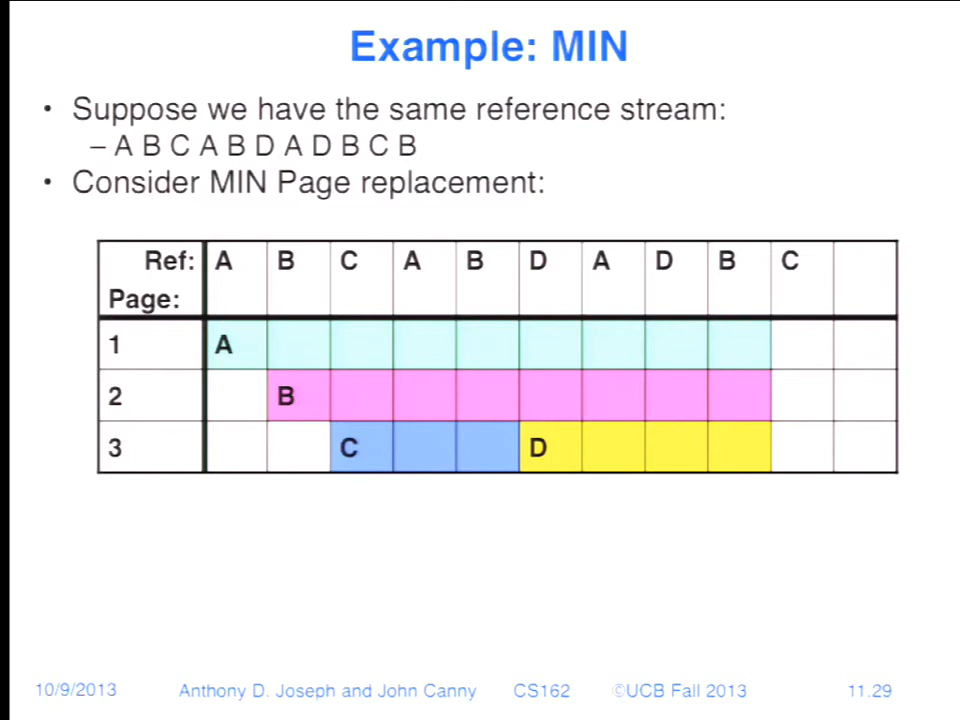 Example: MIN
• Suppose we have the same reference stream:
– A B C A B D A D B C B
• Consider MIN Page replacement:
Ref: A B C A B D A D B C
Page:
1 A
2 B
3 C D
10/9/2013 Anthony D. Joseph and John Canny CS162 ©UCB Fall 2013 11.29